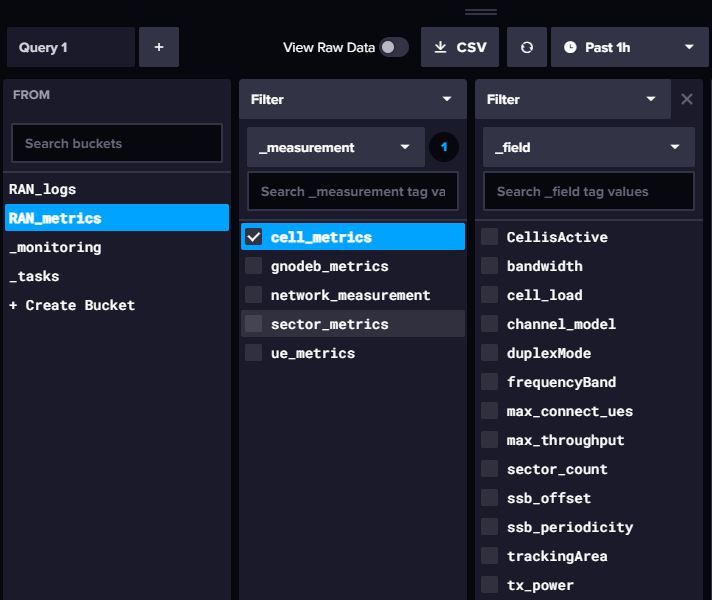 Query 1
+
View Raw Data
CSV
Past 1h
FROM
Search buckets
RAN_logs
RAN_metrics
_monitoring
_tasks
+ Create Bucket
Filter
_measurement
1
Search _measurement tag va
cell_metrics
gnodeb_metrics
network_measurement
sector_metrics
ue_metrics
Filter
_field
Search _field tag values
CellisActive
bandwidth
cell_load
channel_model
duplexMode
frequencyBand
max_connect_ues
max_throughput
sector_count
ssb_offset
ssb_periodicity
trackingArea
tx_power